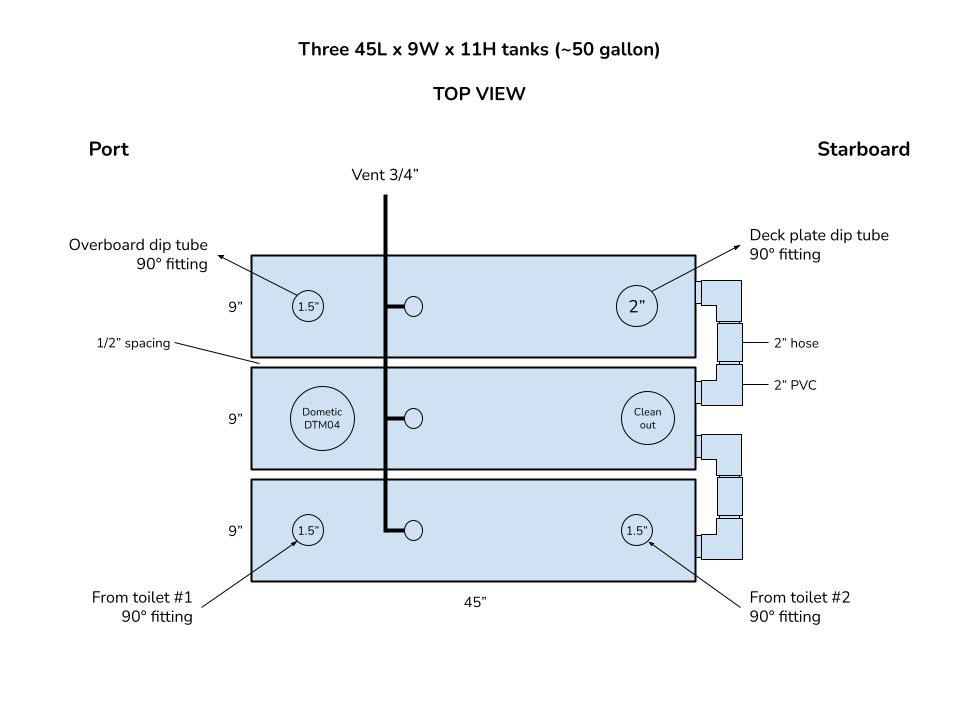 Three 45L x 9W x 11H tanks (~50 gallon)
TOP VIEW
Port
Starboard
Vent 3/4”
Overboard dip tube
90° fitting
Deck plate dip tube
90° fitting
9”
1.5”
2”
1/2” spacing
2” hose
2” PVC
9”
Dometic
DTM04
Clean
out
9”
1.5”
1.5”
From toilet #1
90° fitting
45”
From toilet #2
90° fitting